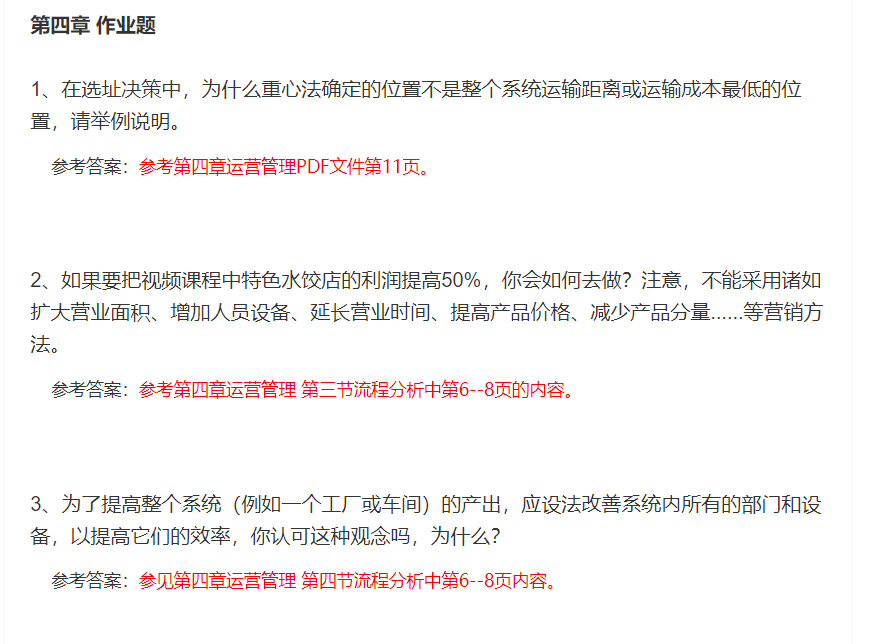 第四章 作业题
1、在选址决策中，为什么重心法确定的位置不是整个系统运输距离或运输成本最低的位
置，请举例说明。
参考答案：参考第四章运营管理PDF文件第11页。
2、如果要把视频课程中特色水饺店的利润提高50%，你会如何去做？注意，不能采用诸如
扩大营业面积、增加人员设备、延长营业时间、提高产品价格、减少产品分量......等营销方
法。
参考答案：参考第四章运营管理 第三节流程分析中第6--8页的内容。
3、为了提高整个系统（例如一个工厂或车间）的产出，应设法改善系统内所有的部门和设
备，以提高它们的效率，你认可这种观念吗，为什么？
参考答案：参见第四章运营管理 第四节流程分析中第6--8页内容。